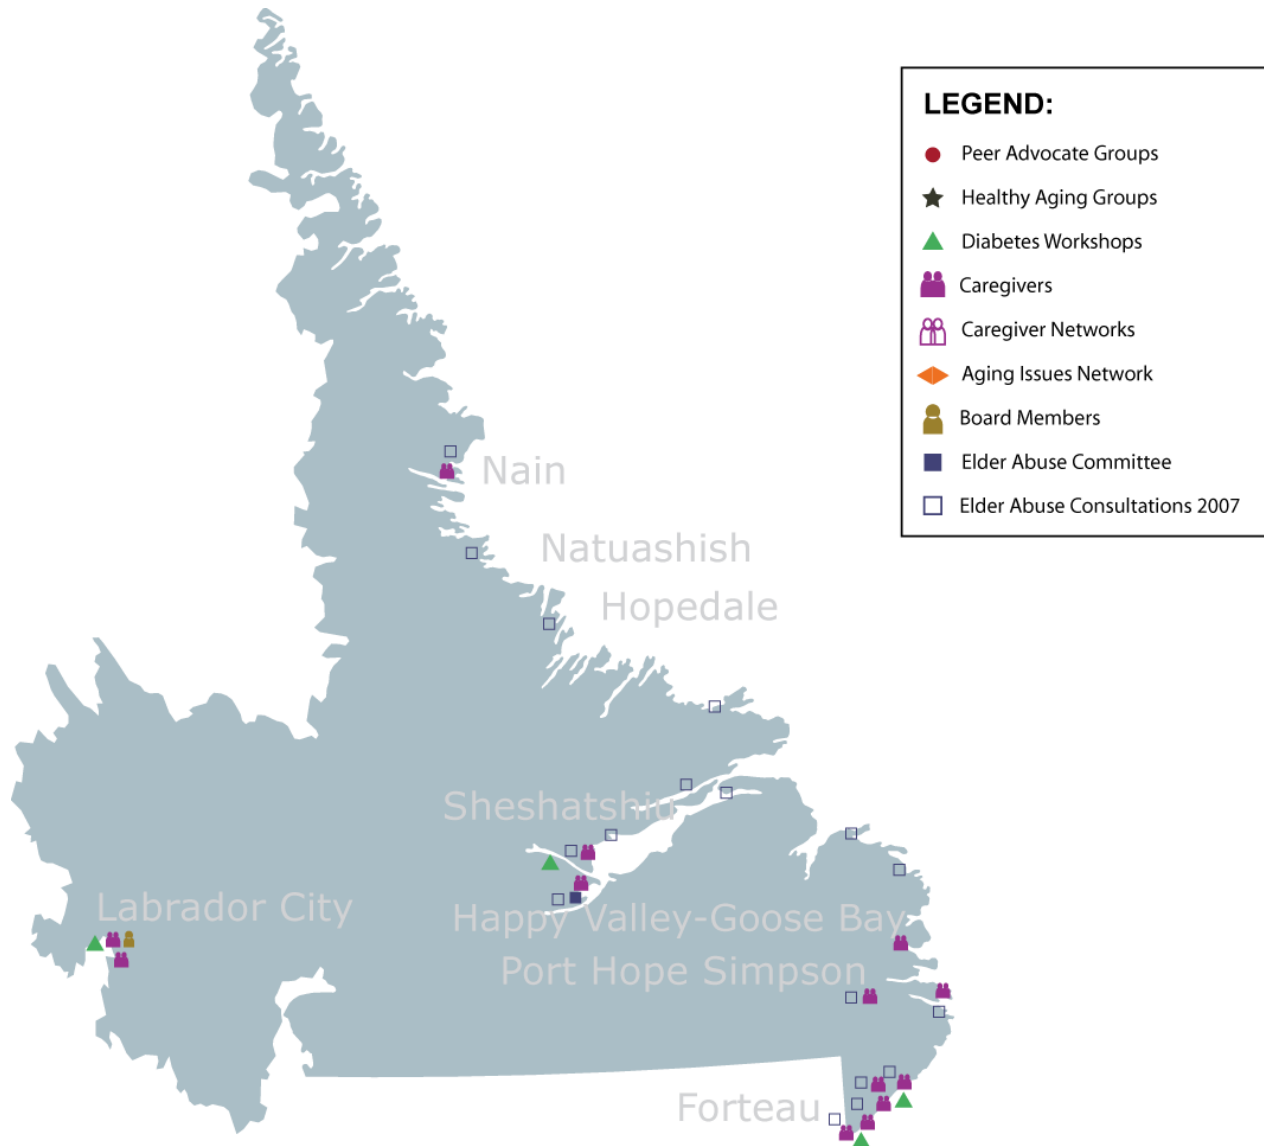 LEGEND:
Peer Advocate Groups
Healthy Aging Groups
Diabetes Workshops
Caregivers
Caregiver Networks
Aging Issues Network
Board Members
Elder Abuse Committee
Elder Abuse Consultations 2007
Nain
Natuashish
Hopedale
Sheshatshiu
Labrador City
Happy Valley-Goose Bay
Port Hope Simpson
Forteau